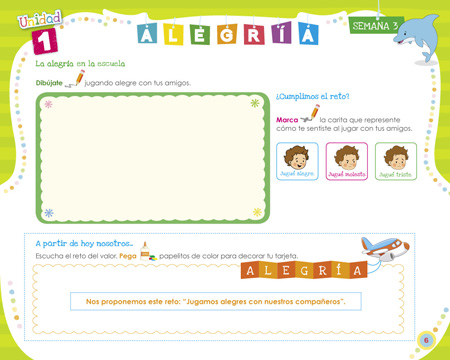 Unidad
1
ALEGRÍA
SEMANA 3
La alegría en la escuela
Dibújate jugando alegre con tus amigos.
¿Cumplimos el reto?
Marca la carita que represente
cómo te sentiste al jugar con tus amigos.
Jugué alegre.
Jugué molesto.
Jugué triste.
A partir de hoy nosotros...
Escucha el reto del valor. Pega papelitos de color para decorar tu tarjeta.
ALEGRÍA
Nos proponemos este reto: "Jugamos alegres con nuestros compañeros".
6